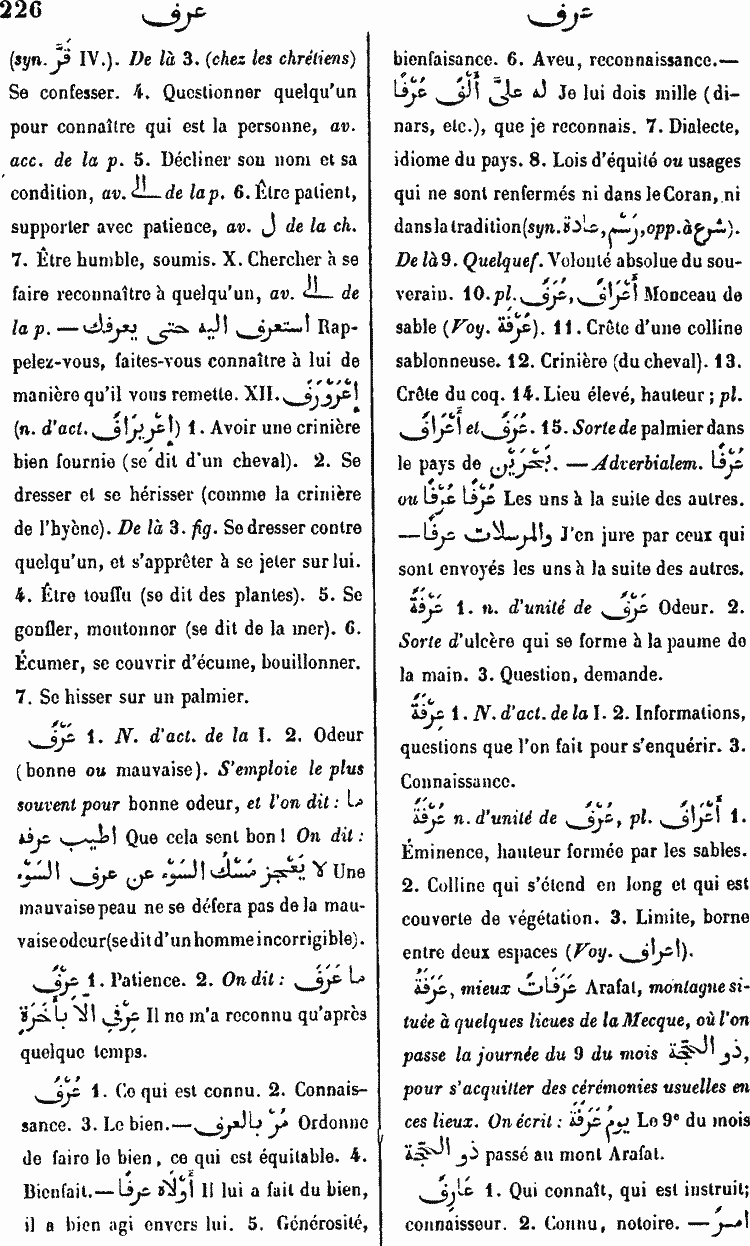 226 عرف عرف
(syn. قَرَّ IV.). De là 3. (chez les chrétiens)
Se confesser. 4. Questionner quelqu'un
pour connaître qui est la personne, av.
acc. de la p. 5. Décliner son nom et sa
condition, av. الى de la p. 6. Être patient,
supporter avec patience, av. ل de la ch.
7. Être humble, soumis. X. Chercher à se
faire reconnaître à quelqu'un, av. الى de
la p. — استعرف اليه حتى يعرفك Rap-
pelez-vous, faites-vous connaître à lui de
manière qu'il vous remette. XII. إِعْرَوْرَفَ
(n. d'act. إِعْرِيرَافٌ) 1. Avoir une crinière
bien fournie (se dit d'un cheval). 2. Se
dresser et se hérisser (comme la crinière
de l'hyène). De là 3. fig. Se dresser contre
quelqu'un, et s'apprêter à se jeter sur lui.
4. Être touffu (se dit des plantes). 5. Se
gonfler, moutonner (se dit de la mer). 6.
Écumer, se couvrir d'écume, bouillonner.
7. Se hisser sur un palmier.
عَرْفٌ 1. N. d'act. de la I. 2. Odeur
(bonne ou mauvaise). S'emploie le plus
souvent pour bonne odeur, et l'on dit : ما
اطيب عرفه Que cela sent bon! On dit :
لا يَعْجِز مَسْكُ السَّوْء عن عرف السَّوْء Une
mauvaise peau ne se défera pas de la mau-
vaise odeur (se dit d'un homme incorrigible).
عِرْفٌ 1. Patience. 2. On dit : ما عَرَفَ
عِرْفِى الّا بِأَخَرَةٍ Il ne m'a reconnu qu'après
quelque temps.
عُرْفٌ 1. Ce qui est connu. 2. Connais-
sance. 3. Le bien. — مُرْ بالعرف Ordonne
de faire le bien, ce qui est équitable. 4.
Bienfait. — أَوْلَاهُ عرفًا Il lui a fait du bien,
il a bien agi envers lui. 5. Générosité,
bienfaisance. 6. Aveu, reconnaissance. —
له علىَّ أَلْفٌ عُرْفًا Je lui dois mille (di-
nars, etc.), que je reconnais. 7. Dialecte,
idiome du pays. 8. Lois d'équité ou usages
qui ne sont renfermés ni dans le Coran, ni
dans la tradition (syn. عادة, رَسْم, opp. à شرع).
De là 9. Quelquef. Volonté absolue du sou-
verain. 10. pl. أَعْرَافٌ, عُرَفٌ Monceau de
sable (Voy. عُرْفَةٌ). 11. Crête d'une colline
sablonneuse. 12. Crinière (du cheval). 13.
Crête du coq. 14. Lieu élevé, hauteur; pl.
عُرَفٌ et أَعْرَافٌ. 15. Sorte de palmier dans
le pays de بَحْرَيْن. — Adverbialem. عُرْفًا
ou عُرْفًا عُرْفًا Les uns à la suite des autres.
— والمرسلات عرفًا J'en jure par ceux qui
sont envoyés les uns à la suite des autres.
عَرْفَةٌ 1. n. d'unité de عَرْفٌ Odeur. 2.
Sorte d'ulcère qui se forme à la paume de
la main. 3. Question, demande.
عِرْفَةٌ 1. N. d'act. de la I. 2. Informations,
questions que l'on fait pour s'enquérir. 3.
Connaissance.
عُرْفَةٌ n. d'unité de عُرْفٌ, pl. أَعْرَافٌ 1.
Éminence, hauteur formée par les sables.
2. Colline qui s'étend en long et qui est
couverte de végétation. 3. Limite, borne
entre deux espaces (Voy. اعراف).
عَرَفَةُ, mieux عَرَفَاتٌ Arafat, montagne si-
tuée à quelques lieues de la Mecque, où l'on
passe la journée du 9 du mois ذو الحجّة,
pour s'acquitter des cérémonies usuelles en
ces lieux. On écrit : يومُ عَرَفَةَ Le 9e du mois
ذو الحجّة passé au mont Arafat.
عَارِفٌ 1. Qui connaît, qui est instruit;
connaisseur. 2. Connu, notoire. — امرٌ